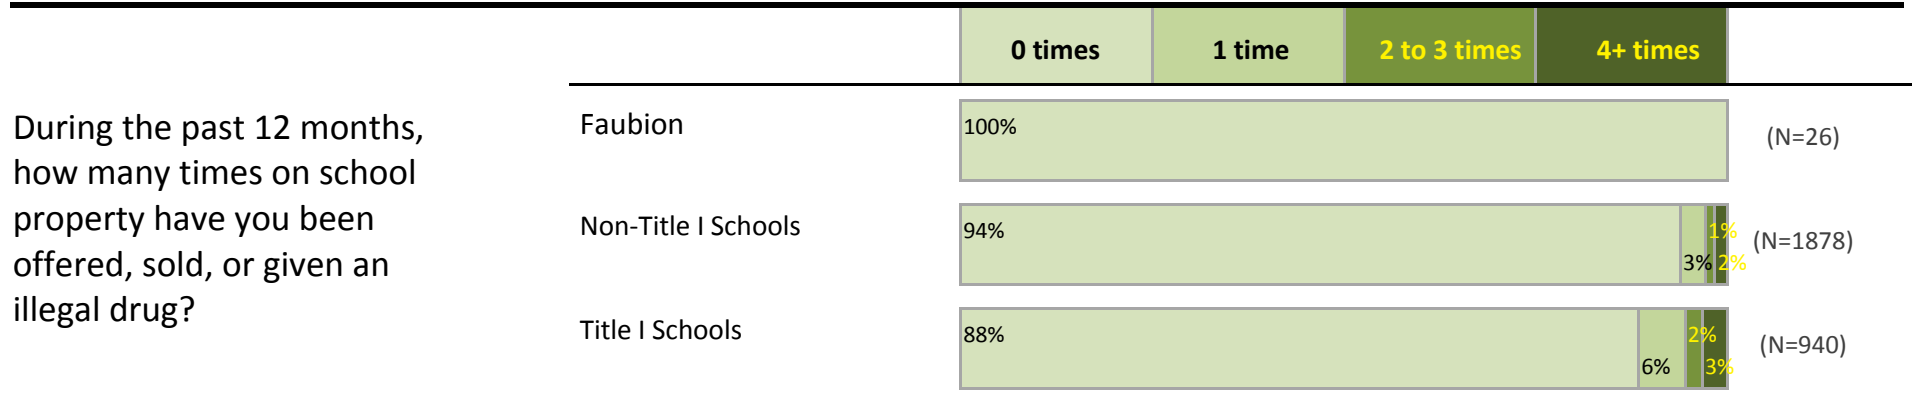 0 times 1 time 2 to 3 times 4+ times
During the past 12 months,
how many times on school
property have you been
offered, sold, or given an
illegal drug?
Faubion 100% (N=26)
Non-Title I Schools 94% 3% 1% 2% (N=1878)
Title I Schools 88% 6% 2% 3% (N=940)